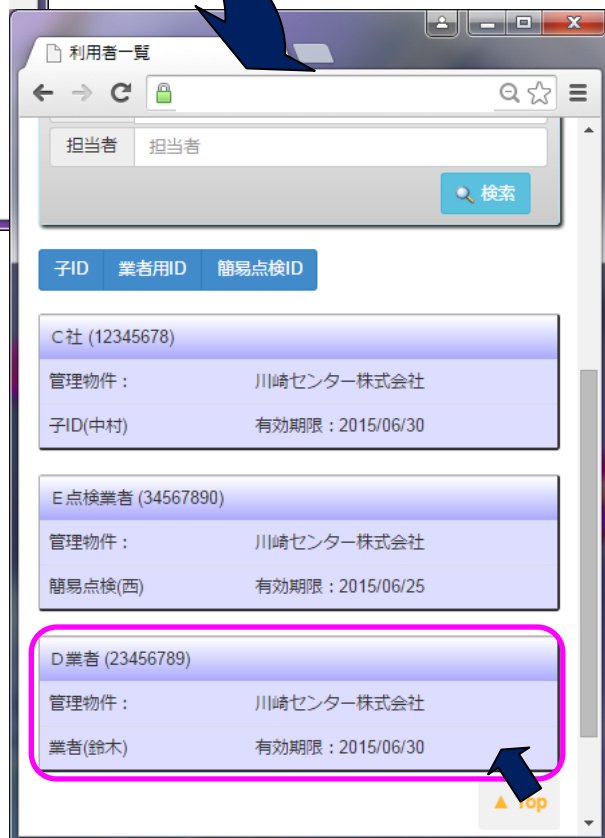 利用者一覧
担当者 担当者
検索
子ID 業者用ID 簡易点検ID
C社 (12345678)
管理物件： 川崎センター株式会社
子ID(中村) 有効期限：2015/06/30
E点検業者 (34567890)
管理物件： 川崎センター株式会社
簡易点検(西) 有効期限：2015/06/25
D業者 (23456789)
管理物件： 川崎センター株式会社
業者(鈴木) 有効期限：2015/06/30
▲ Top